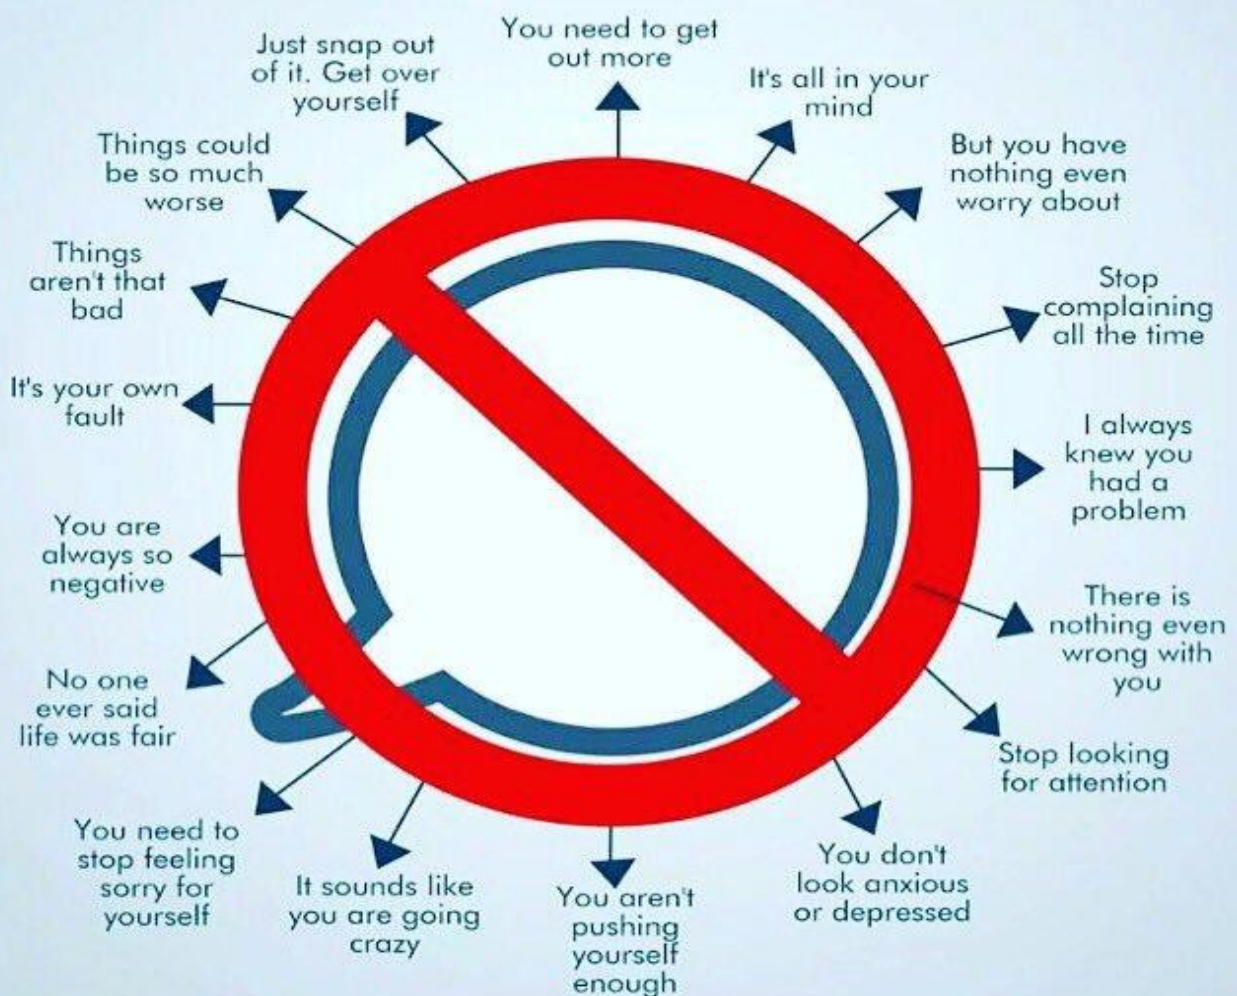 You need to get
out more
It's all in your
mind
But you have
nothing even
worry about
Stop
complaining
all the time
I always
knew you
had a
problem
There is
nothing even
wrong with
you
Stop looking
for attention
You don't
look anxious
or depressed
You aren't
pushing
yourself
enough
It sounds like
you are going
crazy
You need to
stop feeling
sorry for
yourself
No one
ever said
life was fair
You are
always so
negative
It's your own
fault
Things
aren't that
bad
Things could
be so much
worse
Just snap out
of it. Get over
yourself